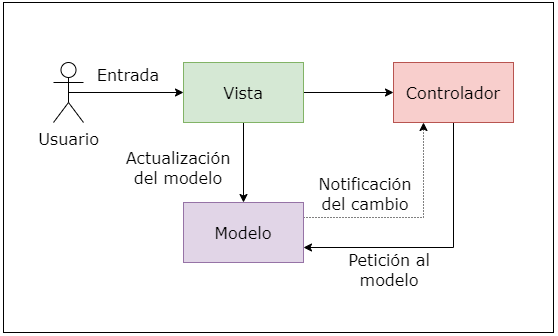 Entrada
Vista
Controlador
Usuario
Actualización
del modelo
Notificación
del cambio
Modelo
Petición al
modelo